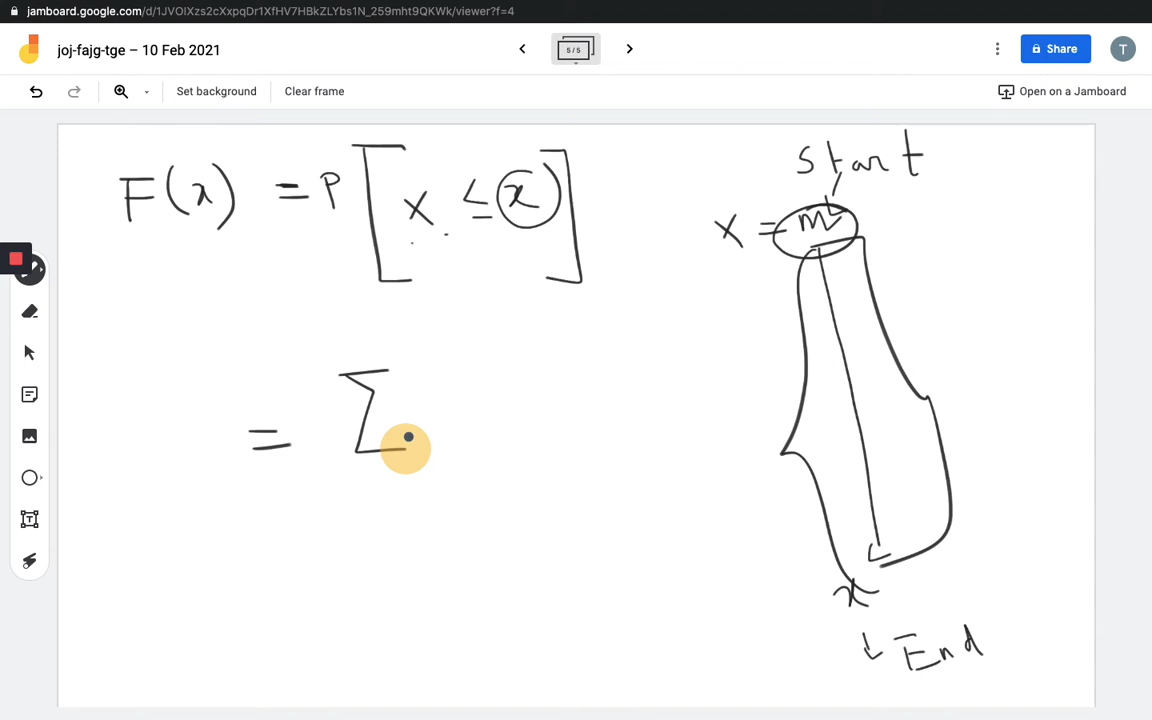 jamboard.google.com/d/1JVOlXzs2cXxpqDr1XfHV7HBkZLYbs1N_259mht9QKWk/viewer?f=4
joj-fajg-tge – 10 Feb 2021
5 / 5
Share
T
Set background
Clear frame
Open on a Jamboard
F(x) = P[X ≤ x]
= Σ
start
X = m
x
↓ End